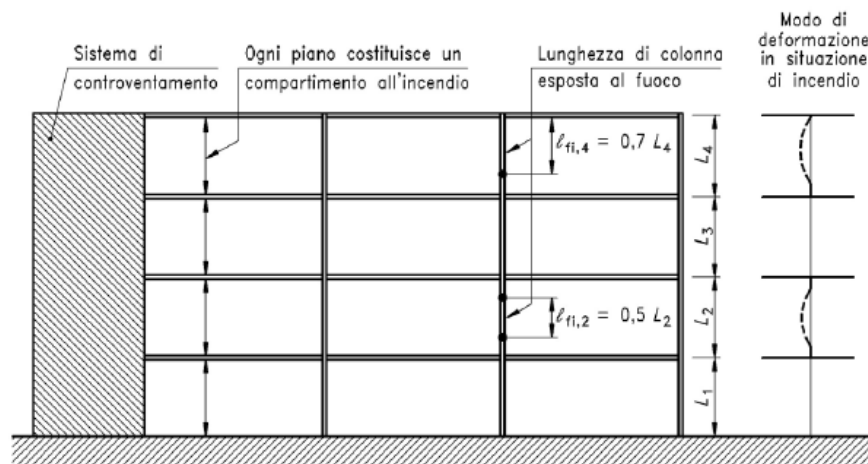 Sistema di
controventamento
Ogni piano costituisce un
compartimento all'incendio
Lunghezza di colonna
esposta al fuoco
Modo di
deformazione
in situazione
di incendio
ℓfi,4 = 0,7 L4
L4
L3
ℓfi,2 = 0,5 L2
L2
L1